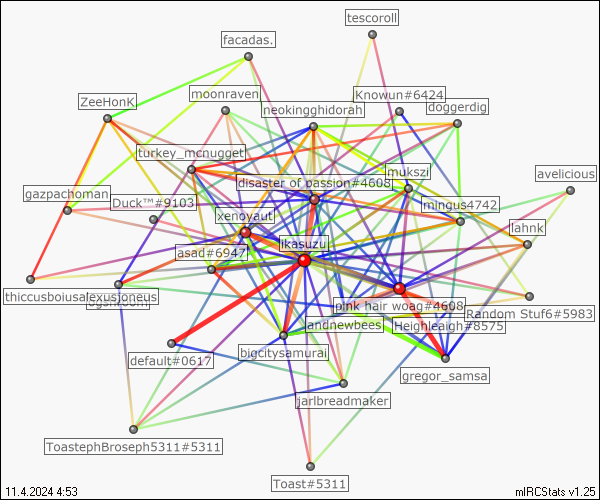 tescoroll
facadas.
moonraven
Knowun#6424
ZeeHonK
neokingghidorah
doggerdig
turkey_mcnugget
mukszi
avelicious
disaster of passion#4608
gazpachoman
Duck™#9103
mingus4742
xenoyaut
lahnk
ikasuzu
asad#6947
thiccusboiusalexusjoneus
pink hair woag#4608
Random Stuf6#5983
andnewbees
Heighleaigh#8575
bigcitysamurai
default#0617
gregor_samsa
jarlbreadmaker
ToastephBroseph5311#5311
Toast#5311
11.4.2024 4:53
mIRCStats v1.25